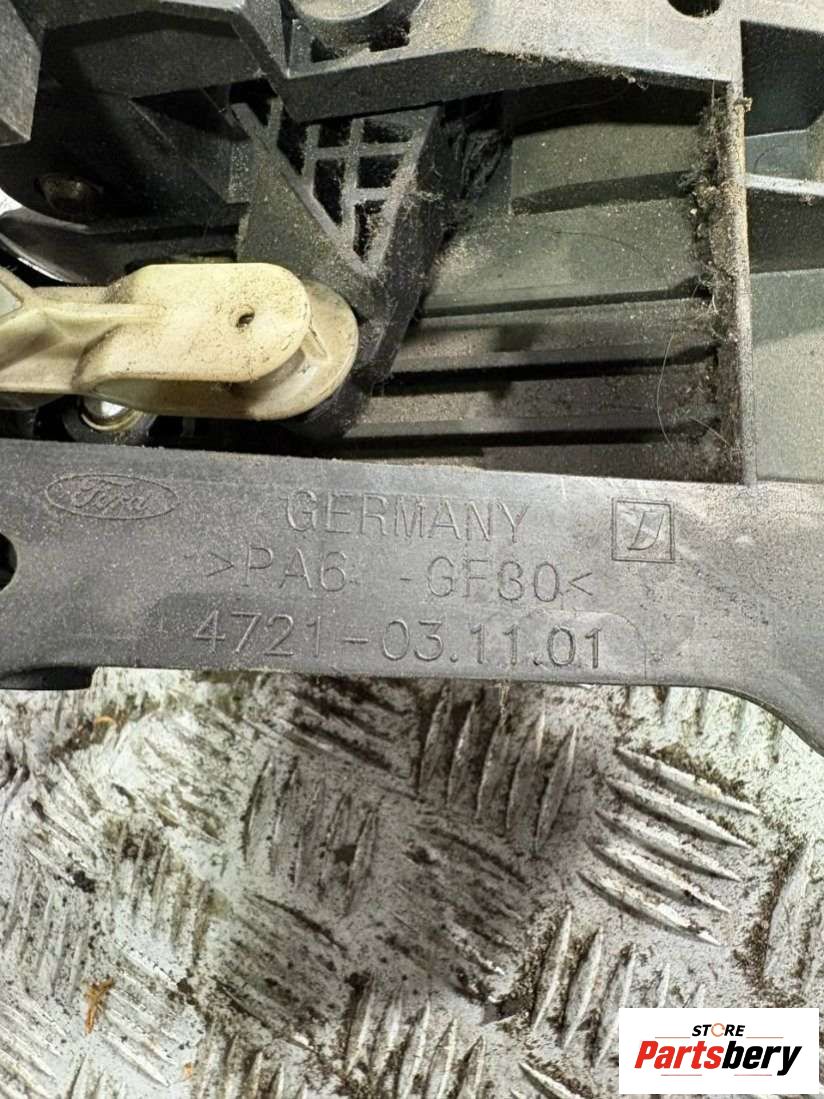 Ford GERMANY
>PA6 -GF30<
4721-03.11.01
STORE
Partsbery